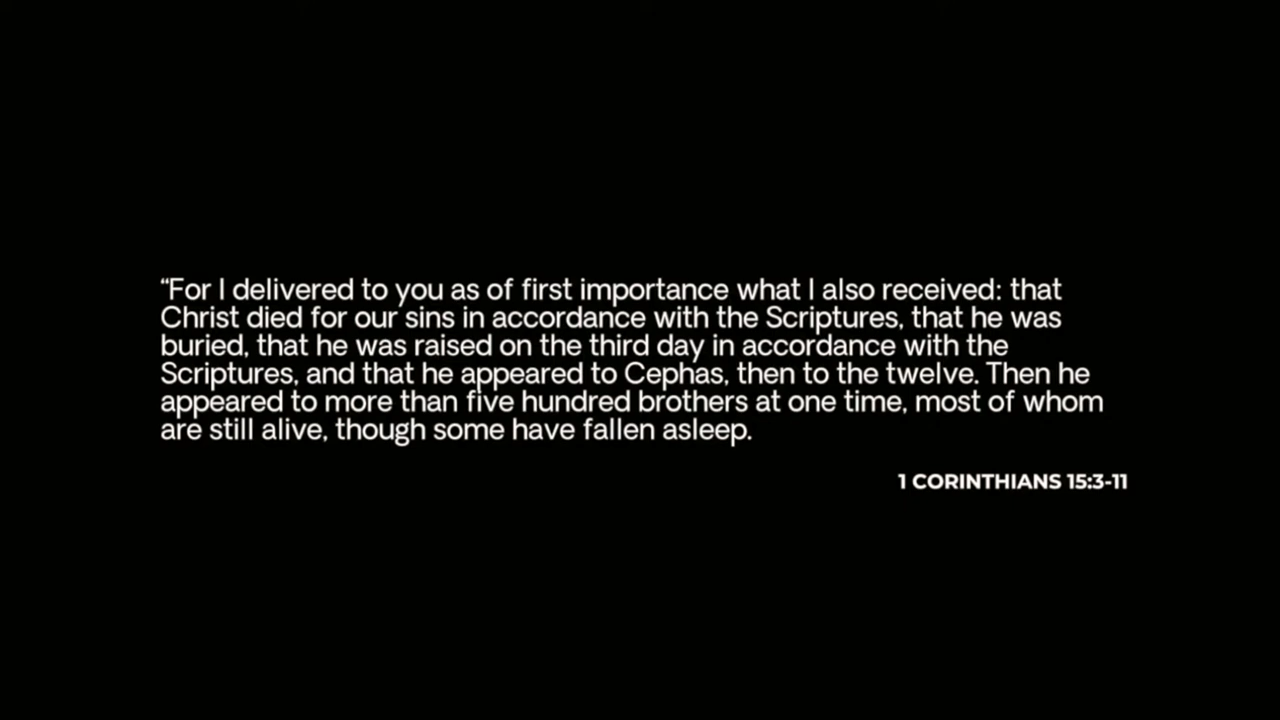 “For I delivered to you as of first importance what I also received: that
Christ died for our sins in accordance with the Scriptures, that he was
buried, that he was raised on the third day in accordance with the
Scriptures, and that he appeared to Cephas, then to the twelve. Then he
appeared to more than five hundred brothers at one time, most of whom
are still alive, though some have fallen asleep.
1 CORINTHIANS 15:3-11